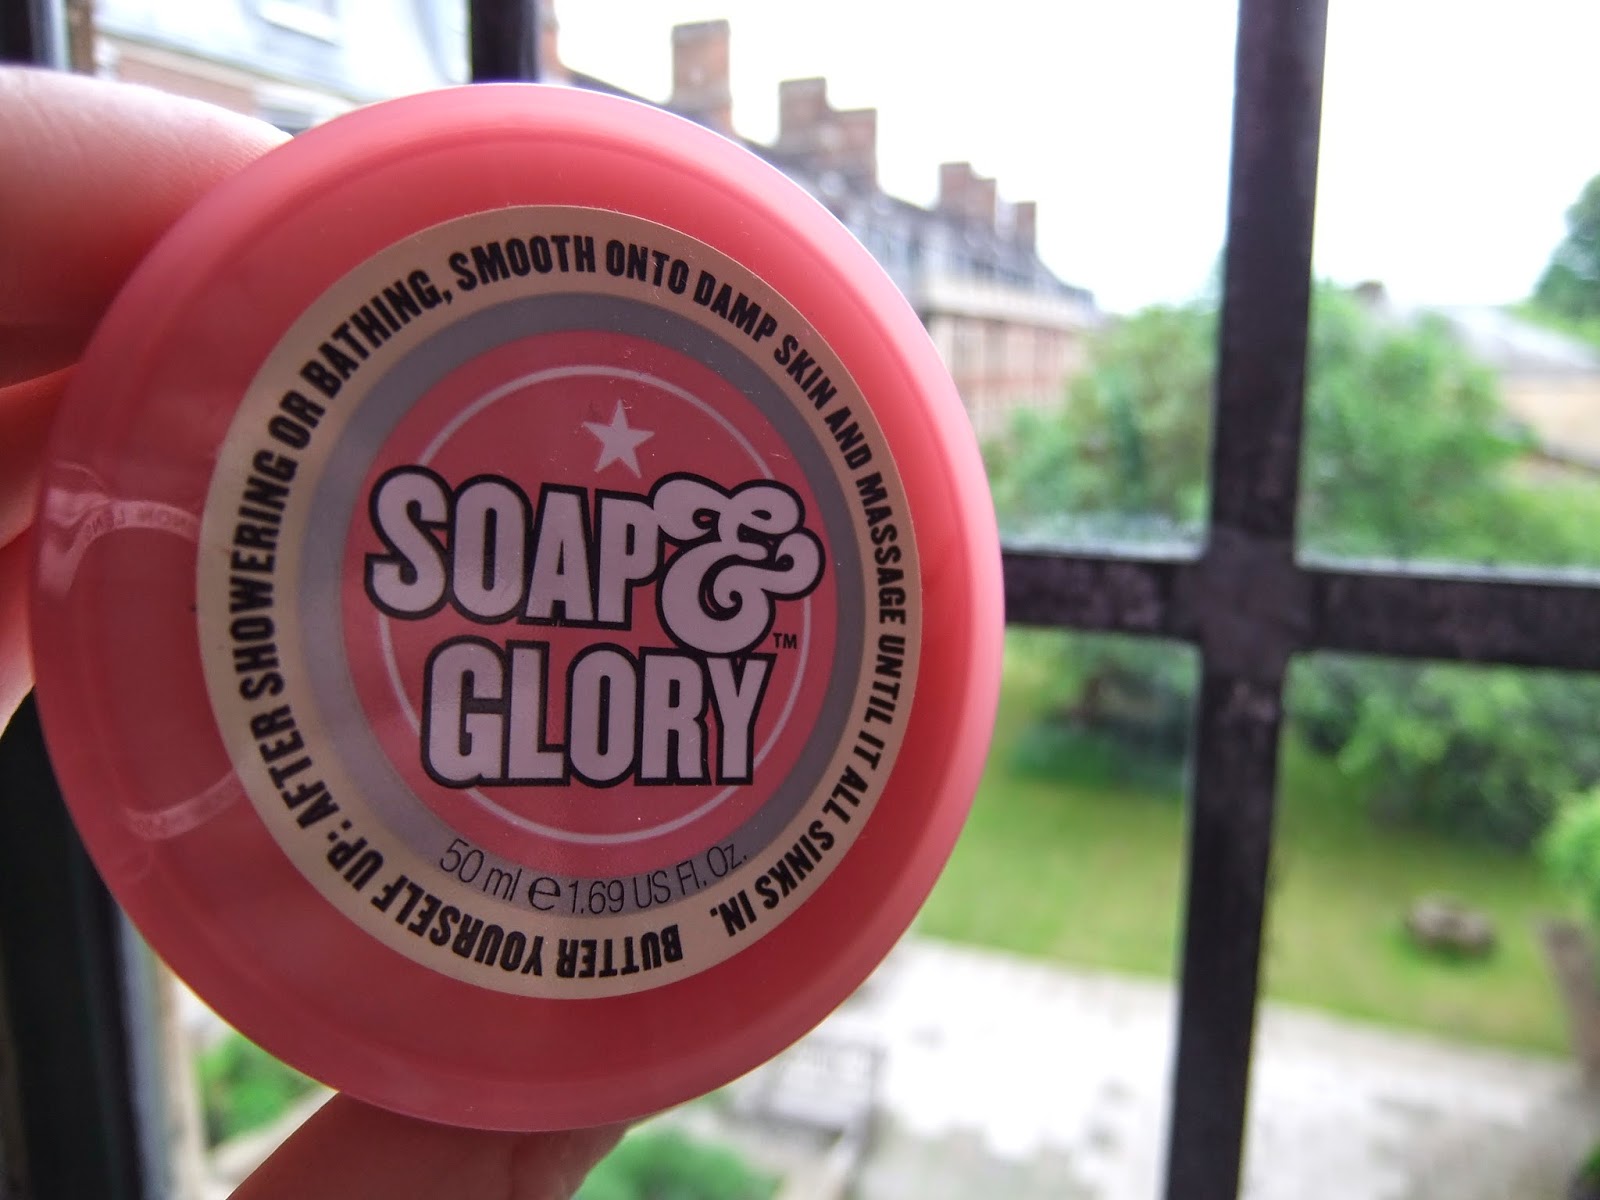 SOAP &
GLORY™
50 ml ℮ 1.69 US Fl. Oz.
BUTTER YOURSELF UP: AFTER SHOWERING OR BATHING, SMOOTH ONTO DAMP SKIN AND MASSAGE UNTIL IT ALL SINKS IN.